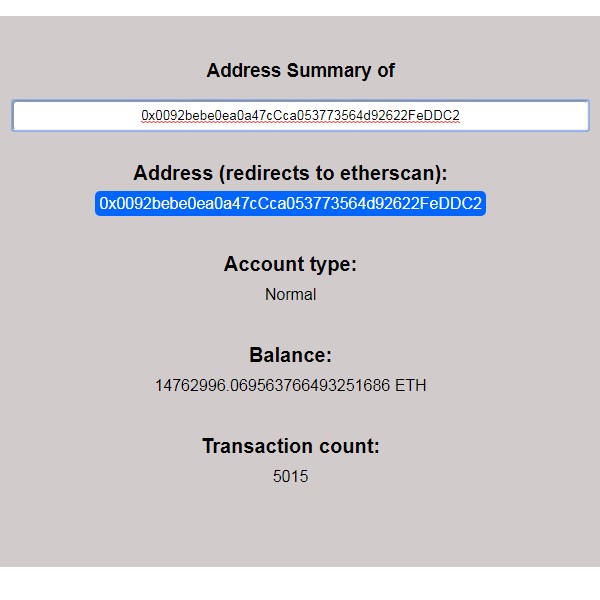 Address Summary of
0x0092bebe0ea0a47cCca053773564d92622FeDDC2
Address (redirects to etherscan):
0x0092bebe0ea0a47cCca053773564d92622FeDDC2
Account type:
Normal
Balance:
14762996.069563766493251686 ETH
Transaction count:
5015